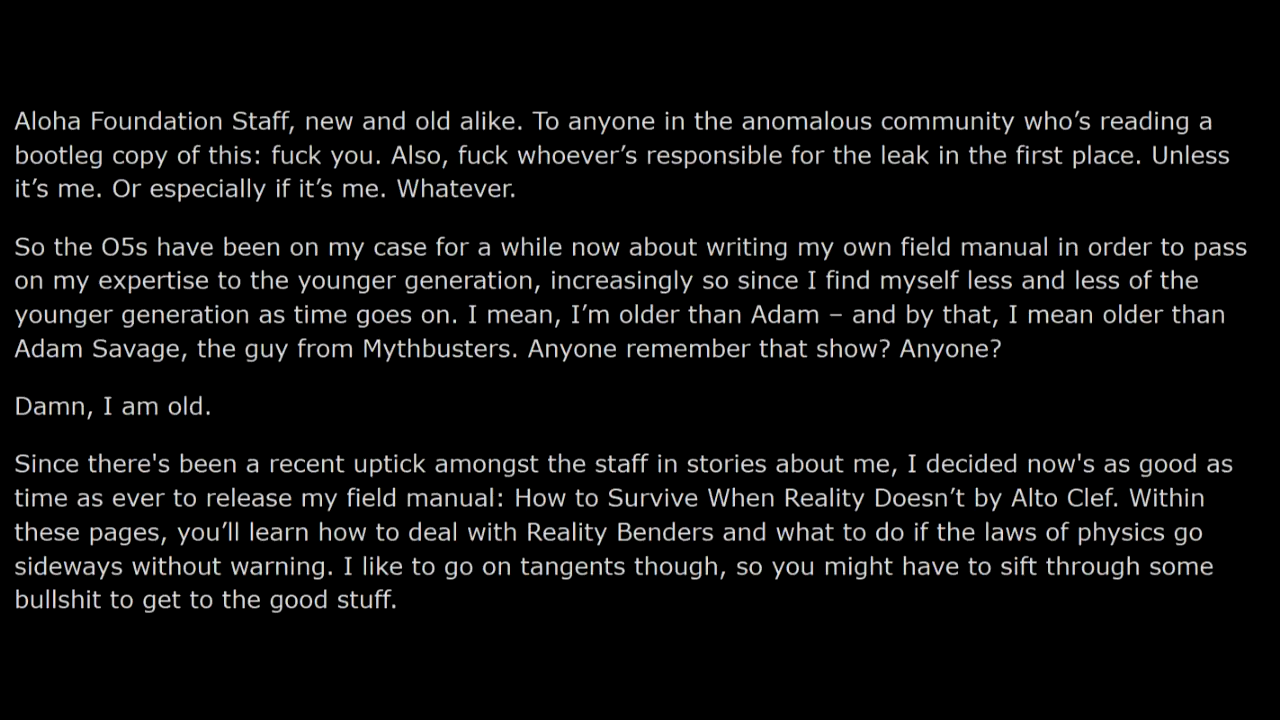 Aloha Foundation Staff, new and old alike. To anyone in the anomalous community who’s reading a
bootleg copy of this: fuck you. Also, fuck whoever’s responsible for the leak in the first place. Unless
it’s me. Or especially if it’s me. Whatever.
So the O5s have been on my case for a while now about writing my own field manual in order to pass
on my expertise to the younger generation, increasingly so since I find myself less and less of the
younger generation as time goes on. I mean, I’m older than Adam – and by that, I mean older than
Adam Savage, the guy from Mythbusters. Anyone remember that show? Anyone?
Damn, I am old.
Since there's been a recent uptick amongst the staff in stories about me, I decided now's as good as
time as ever to release my field manual: How to Survive When Reality Doesn’t by Alto Clef. Within
these pages, you’ll learn how to deal with Reality Benders and what to do if the laws of physics go
sideways without warning. I like to go on tangents though, so you might have to sift through some
bullshit to get to the good stuff.